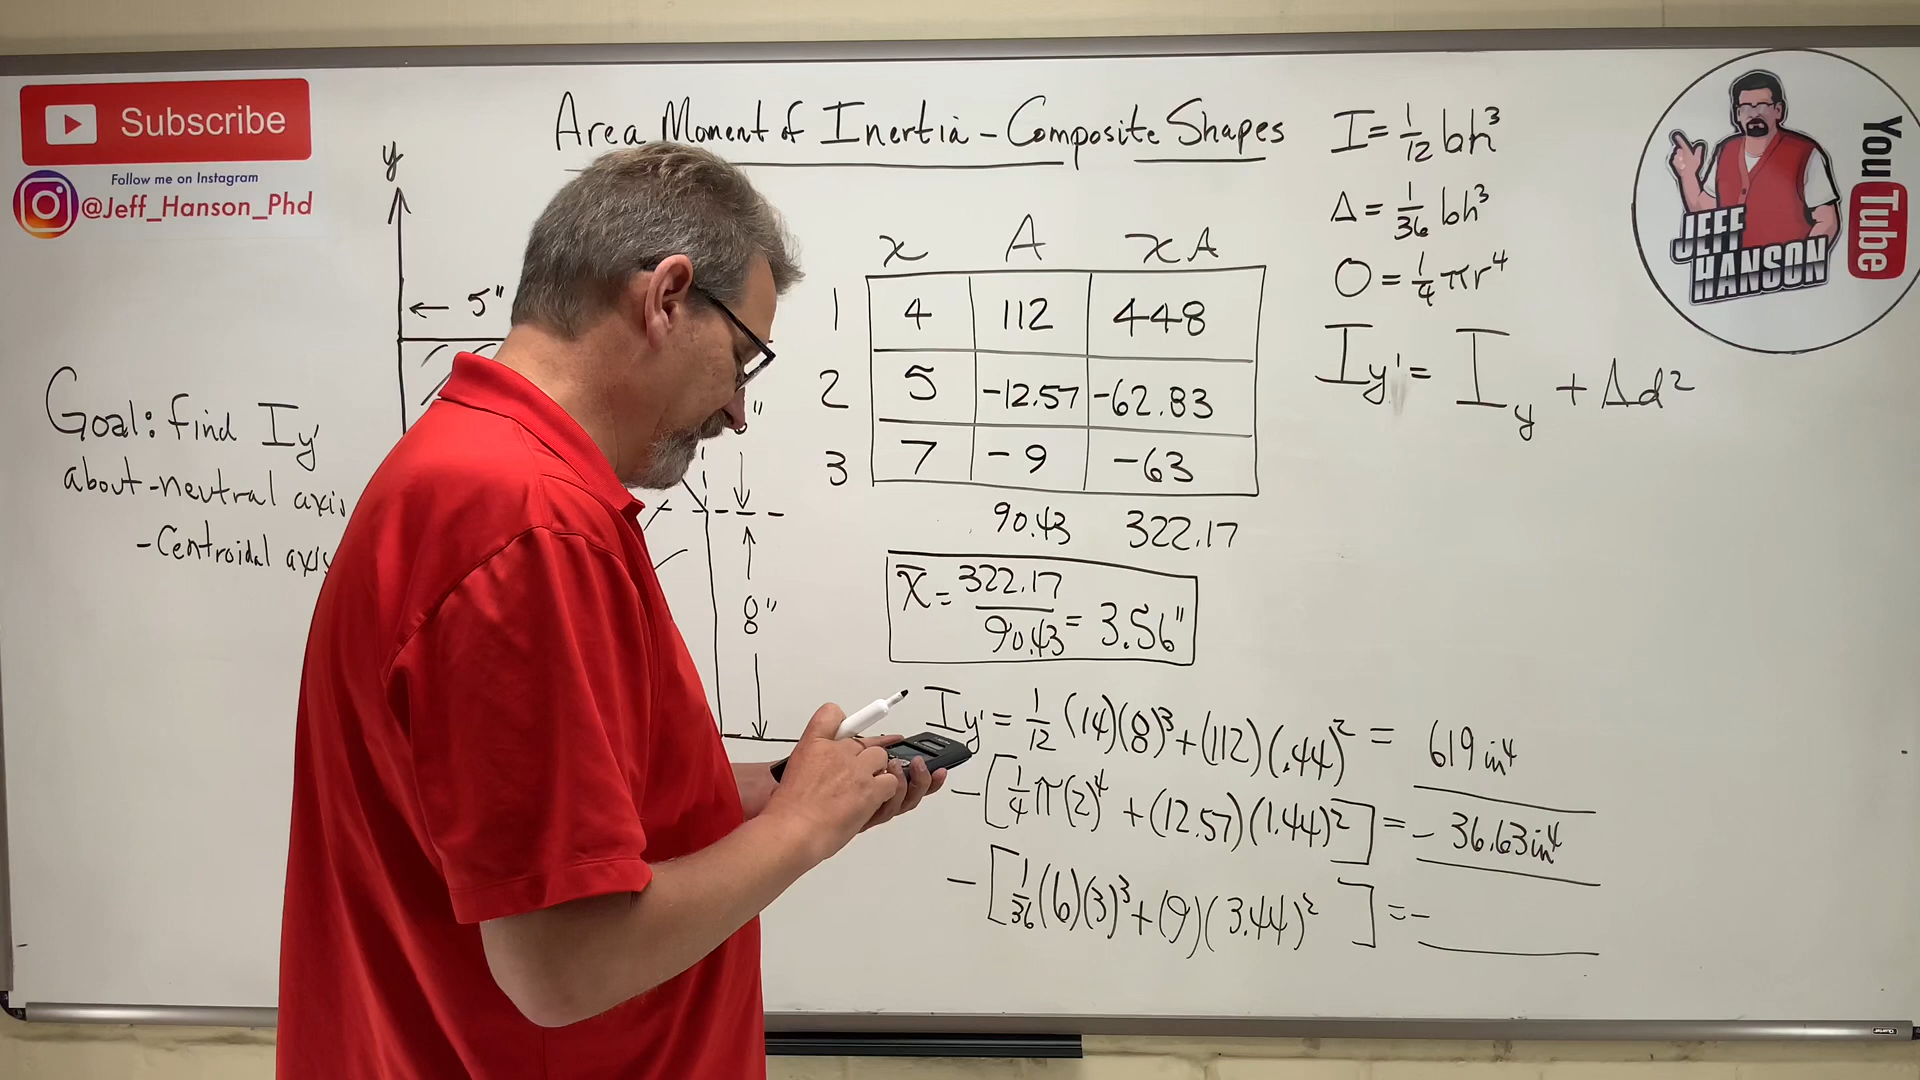 Subscribe
Follow me on Instagram
@Jeff_Hanson_Phd
Area Moment of Inertia - Composite Shapes
I = 1/12 bh³
Δ = 1/36 bh³
O = 1/4 πr⁴
Iy' = Iy + Ad²
JEFF HANSON
YouTube
y
← 5"
Goal: find Iy'
about - neutral axis
- Centroidal axis
"
8"
x A xA
1 4 112 448
2 5 -12.57 -62.83
3 7 -9 -63
90.43 322.17
x̄ = 322.17 / 90.43 = 3.56"
Iy' = 1/12 (14)(8)³ + (112)(.44)² = 619 in⁴
- [1/4 π(2)⁴ + (12.57)(1.44)²] = - 36.63 in⁴
- [1/36 (6)(3)³ + (9)(3.44)² ] = -